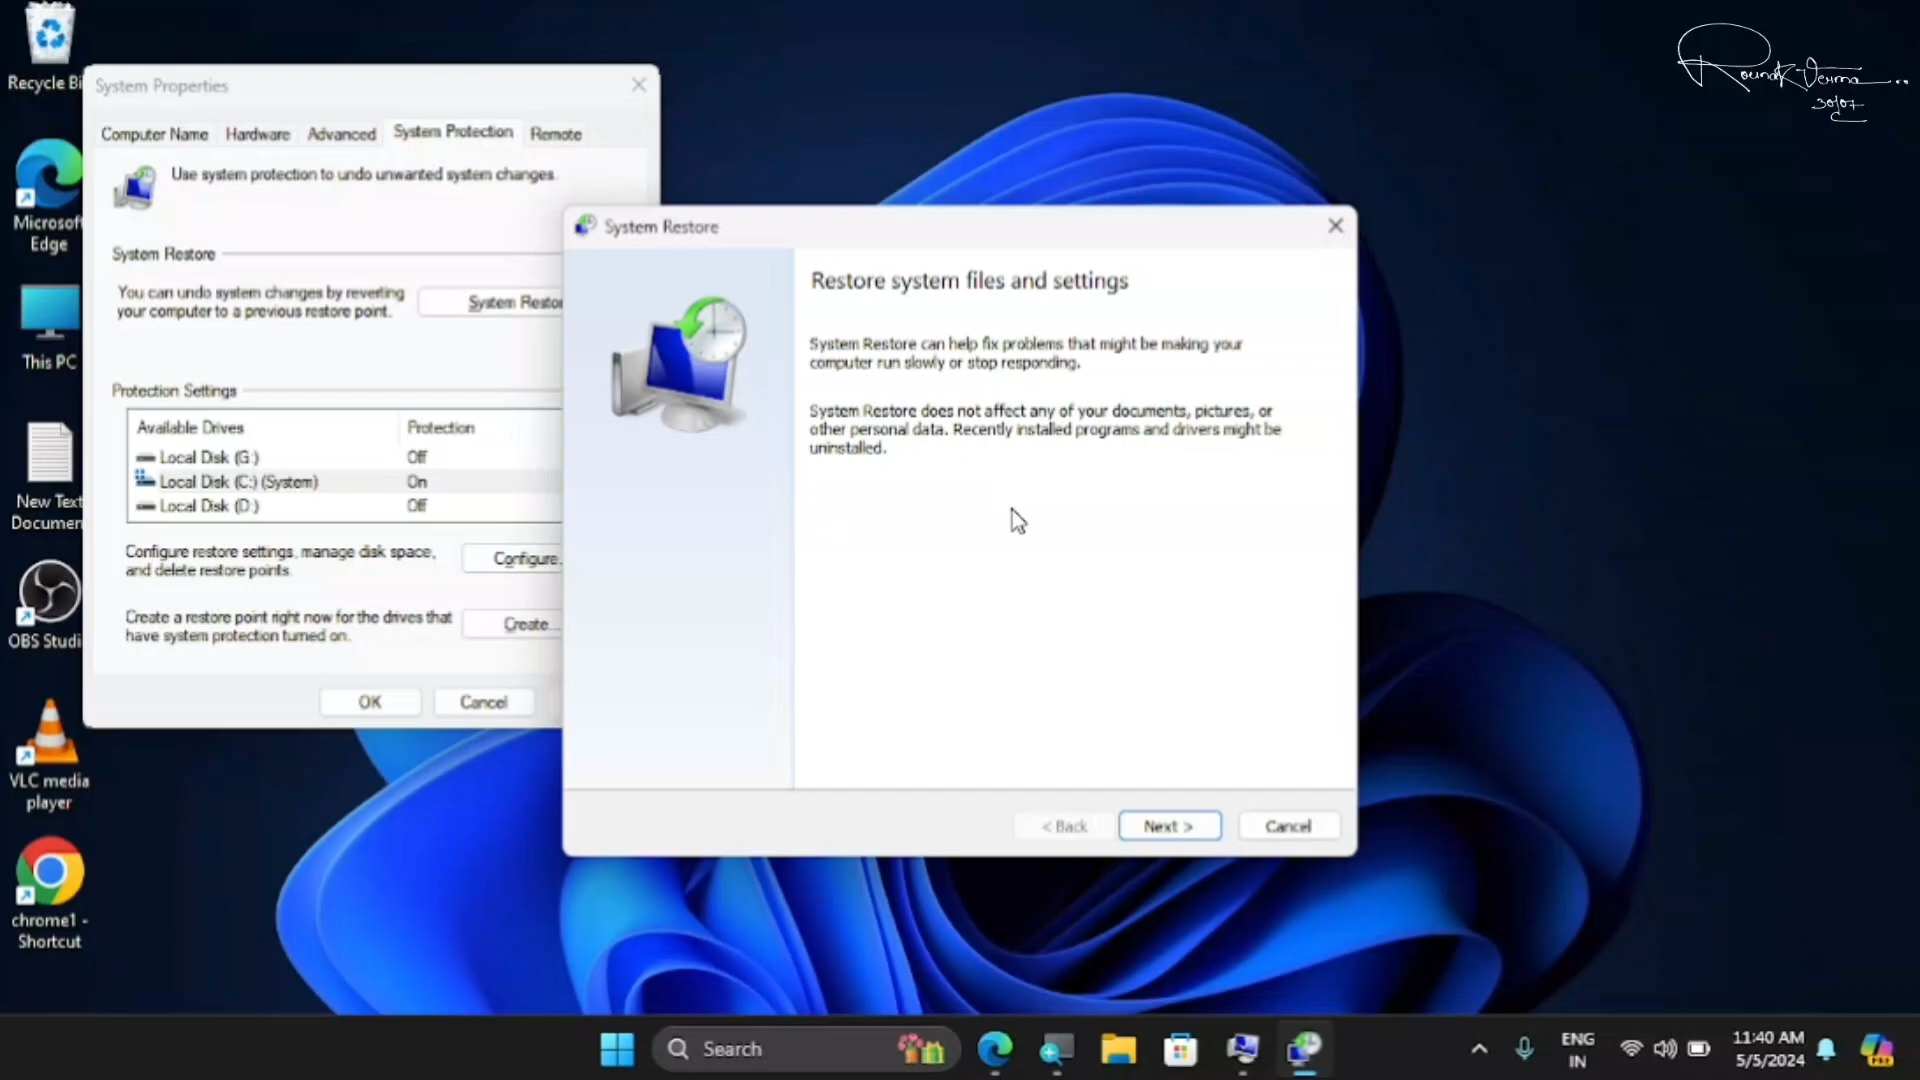 Recycle Bi
Microsoft
Edge
This PC
New Text
Documen
OBS Studi
VLC media
player
chrome1 -
Shortcut
System Properties
Computer Name
Hardware
Advanced
System Protection
Remote
Use system protection to undo unwanted system changes.
System Restore
You can undo system changes by reverting
your computer to a previous restore point.
System Restor
Protection Settings
Available Drives
Protection
Local Disk (G:)
Off
Local Disk (C:) (System)
On
Local Disk (D:)
Off
Configure restore settings, manage disk space,
and delete restore points.
Configure.
Create a restore point right now for the drives that
have system protection turned on.
Create...
OK
Cancel
System Restore
Restore system files and settings
System Restore can help fix problems that might be making your
computer run slowly or stop responding.
System Restore does not affect any of your documents, pictures, or
other personal data. Recently installed programs and drivers might be
uninstalled.
< Back
Next >
Cancel
Rounak Verma...
30/07
Search
ENG
IN
11:40 AM
5/5/2024
PRE